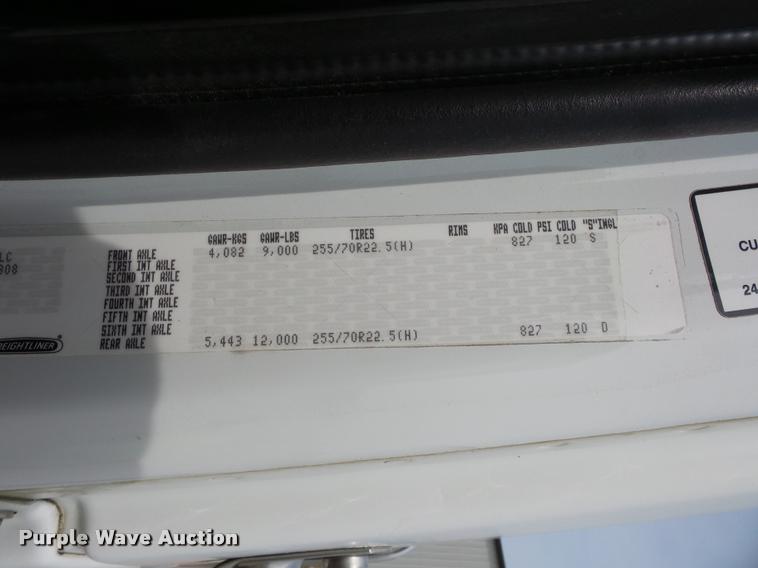 GAWR-KGS GAWR-LBS TIRES RIMS KPA COLD PSI COLD "S"INGL
LC FRONT AXLE 4,082 9,000 255/70R22.5(H) 827 120 S
808 FIRST INT AXLE
SECOND INT AXLE
THIRD INT AXLE
FOURTH INT AXLE
FIFTH INT AXLE
SIXTH INT AXLE
REIGHTLINER REAR AXLE 5,443 12,000 255/70R22.5(H) 827 120 D
CU
24
Purple Wave Auction